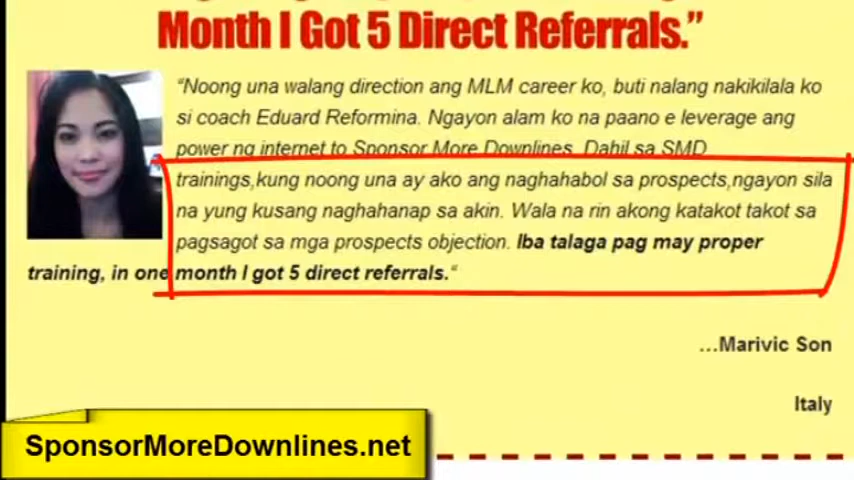 Month I Got 5 Direct Referrals.”
“Noong una walang direction ang MLM career ko, buti nalang nakikilala ko
si coach Eduard Reformina. Ngayon alam ko na paano e leverage ang
power ng internet to Sponsor More Downlines. Dahil sa SMD
trainings,kung noong una ay ako ang naghahabol sa prospects,ngayon sila
na yung kusang naghahanap sa akin. Wala na rin akong katakot takot sa
pagsagot sa mga prospects objection. Iba talaga pag may proper
training, in one month I got 5 direct referrals.“
...Marivic Son
Italy
SponsorMoreDownlines.net